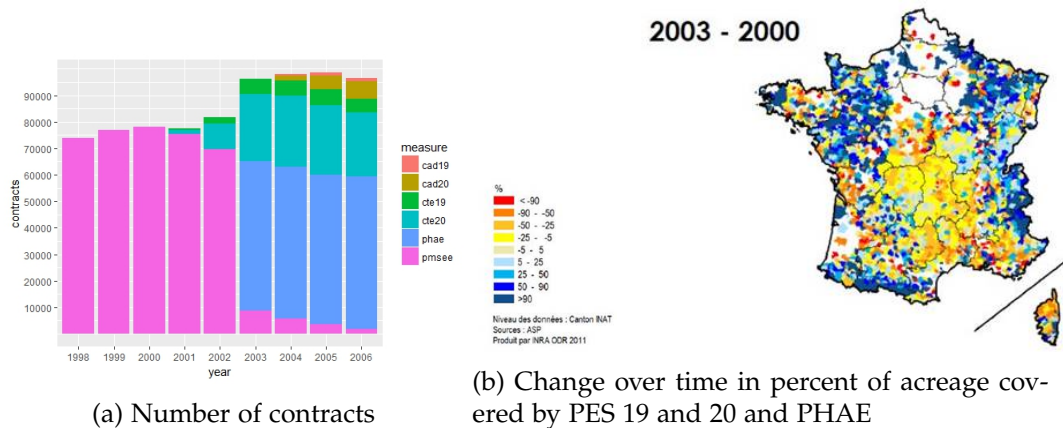 90000
80000
70000
60000
50000
40000
30000
20000
10000
contracts
1998 1999 2000 2001 2002 2003 2004 2005 2006
year
measure
cad19
cad20
cte19
cte20
phae
pmsee
(a) Number of contracts
2003 - 2000
%
< -90
-90 - -50
-50 - -25
-25 - -5
-5 - 5
5 - 25
25 - 50
50 - 90
>90
Niveau des données : Canton INAT
Sources : ASP
Produit par INRA ODR 2011
(b) Change over time in percent of acreage cov-
ered by PES 19 and 20 and PHAE